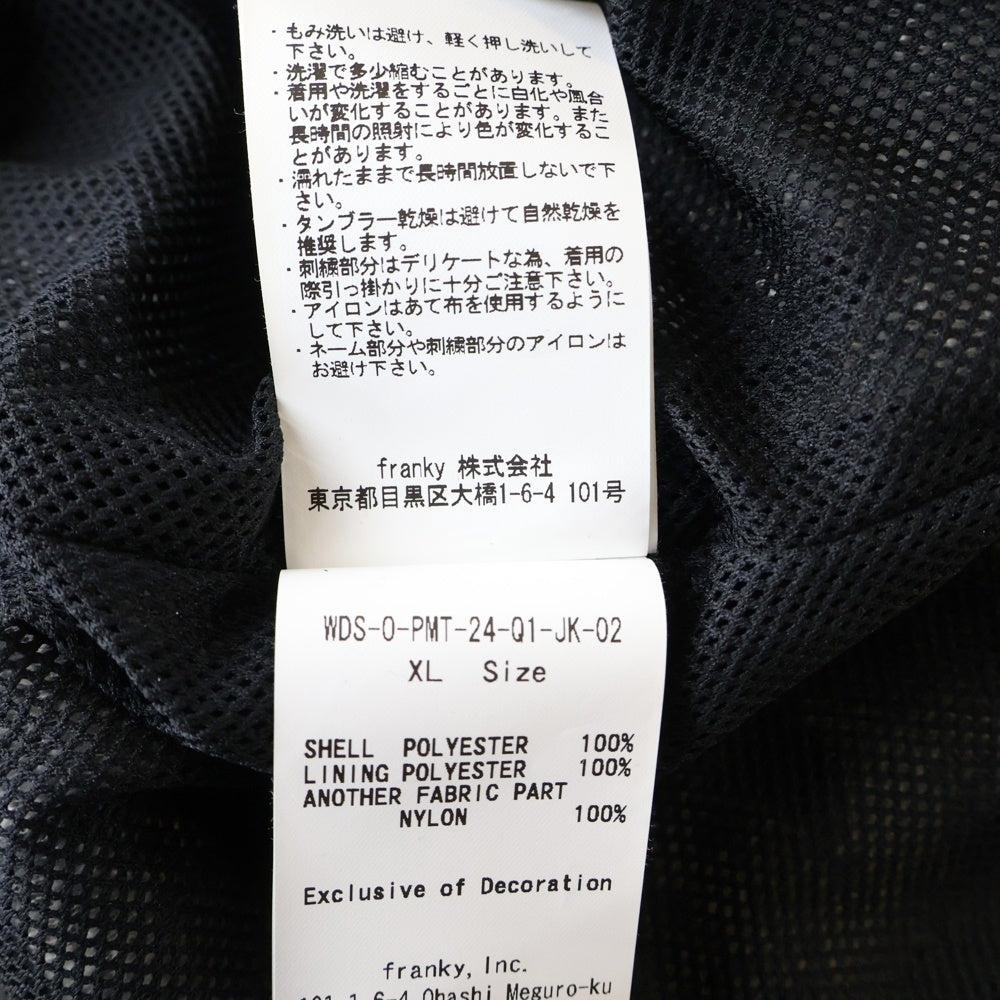 ・もみ洗いは避け、軽く押し洗いして
下さい。
・洗濯で多少縮むことがあります。
・着用や洗濯をするごとに白化や風合
いが変化することがあります。また
長時間の照射により色が変化するこ
とがあります。
・濡れたままで長時間放置しないで下
さい。
・タンブラー乾燥は避けて自然乾燥を
推奨します。
・刺繍部分はデリケートな為、着用の
際引っ掛かりに十分ご注意下さい。
・アイロンはあて布を使用するように
して下さい。
・ネーム部分や刺繍部分のアイロンは
お避け下さい。
franky 株式会社
東京都目黒区大橋1-6-4 101号
WDS-O-PMT-24-Q1-JK-02
XL Size
SHELL POLYESTER 100%
LINING POLYESTER 100%
ANOTHER FABRIC PART
NYLON 100%
Exclusive of Decoration
franky, Inc.
101 1-6-4 Ohashi Meguro-ku